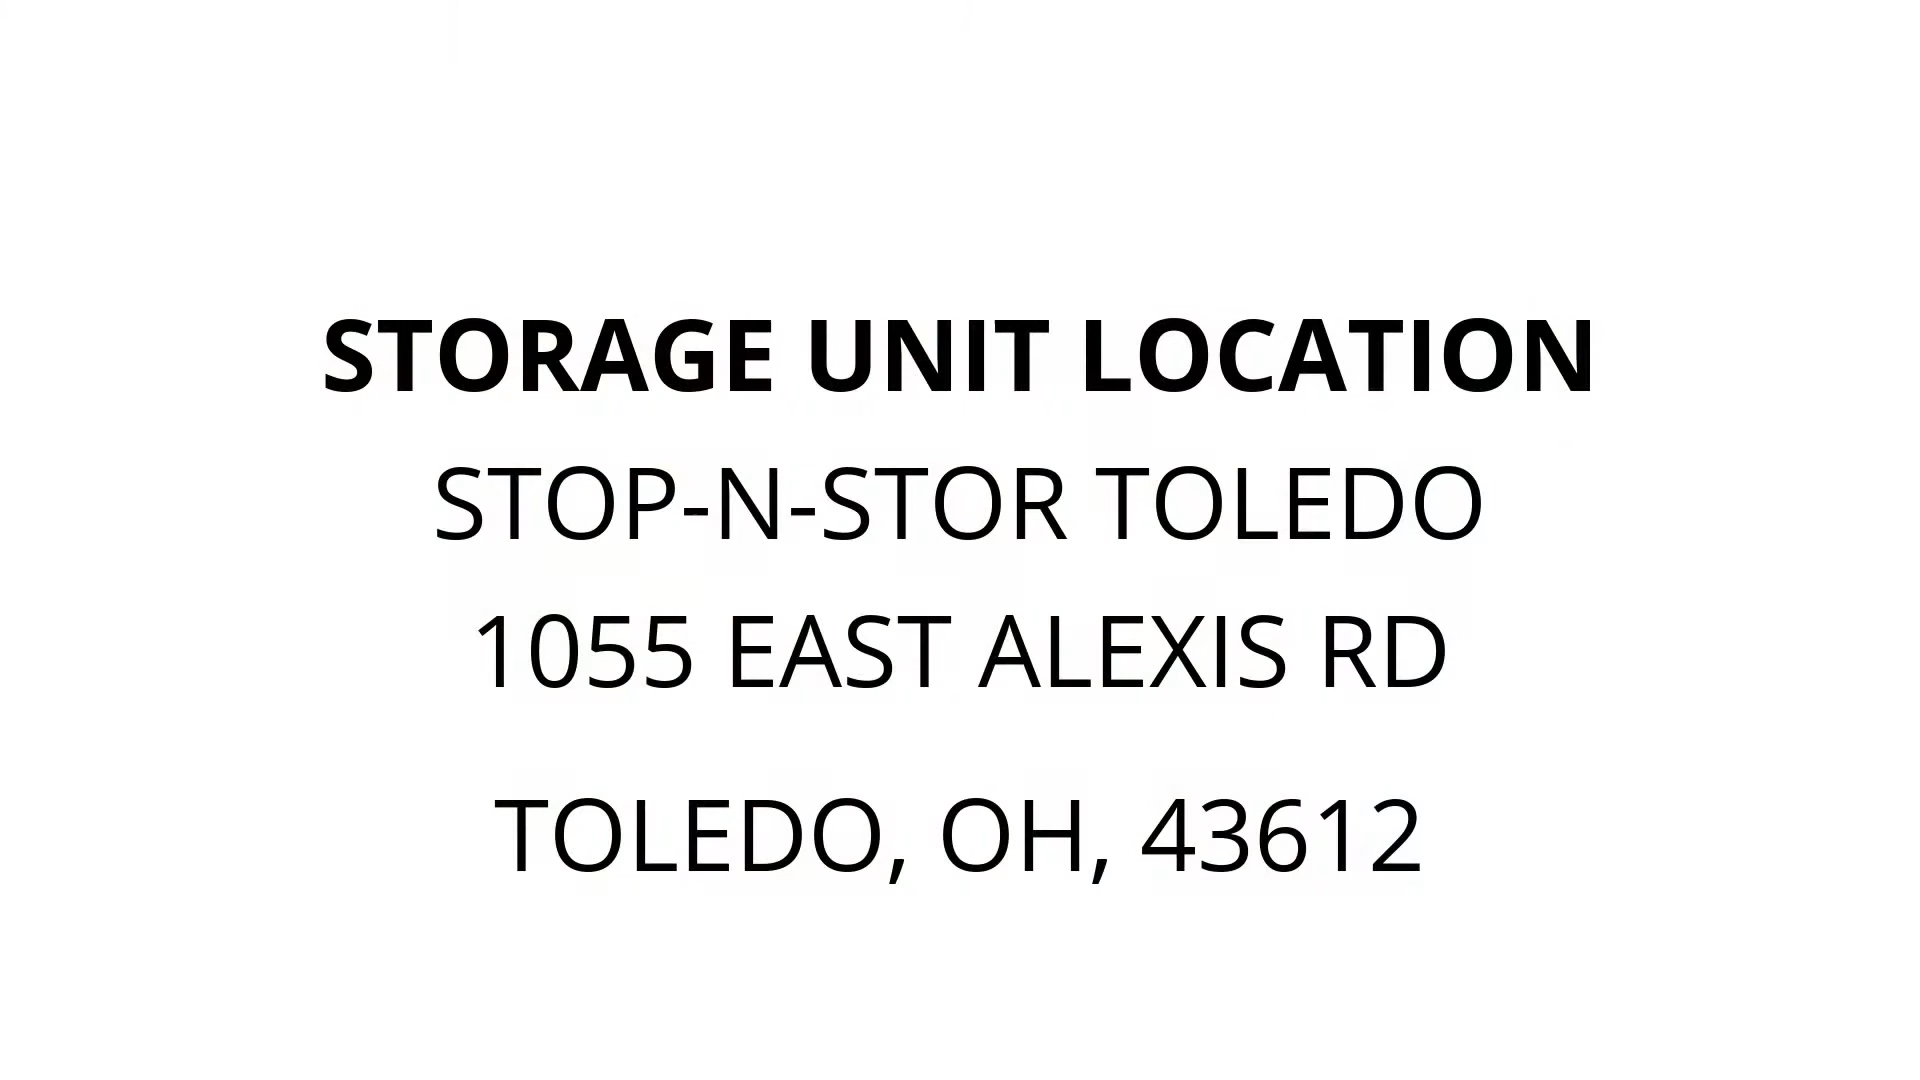 STORAGE UNIT LOCATION
STOP-N-STOR TOLEDO
1055 EAST ALEXIS RD
TOLEDO, OH, 43612